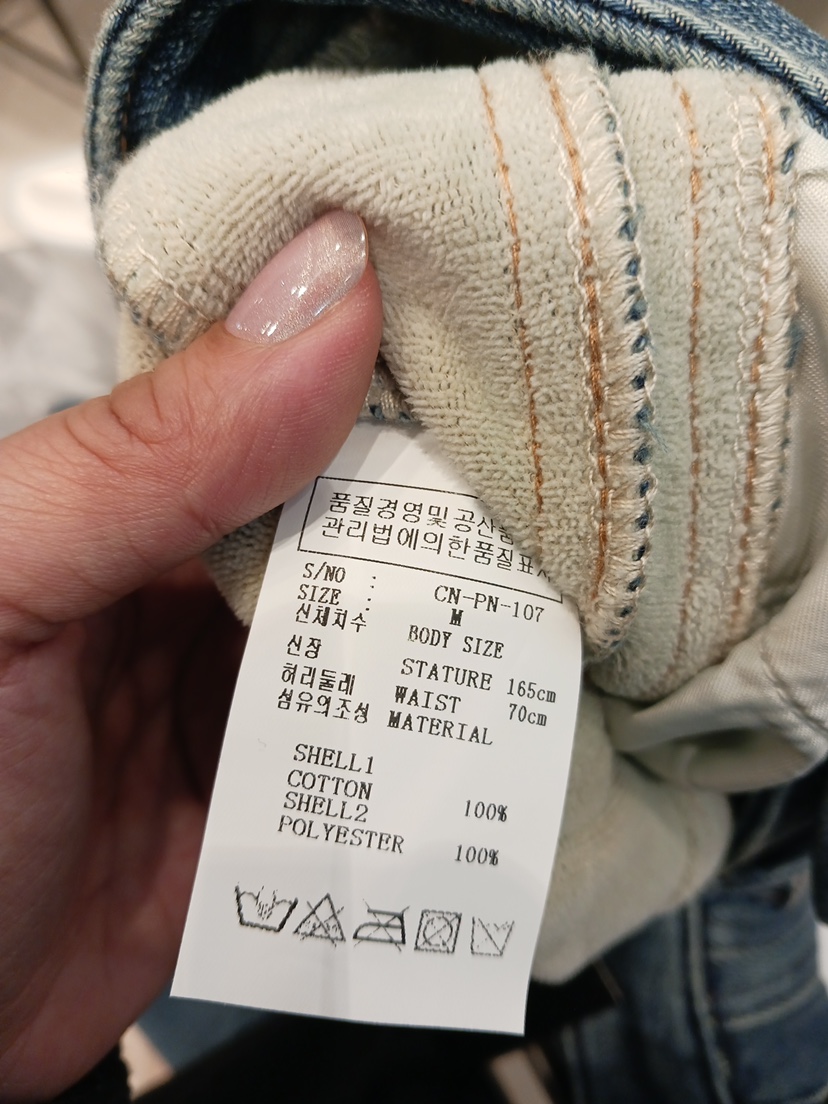 품질경영및공산품
관리법에의한품질표시
S/NO : CN-PN-107
SIZE : M
신체치수 BODY SIZE
신장 STATURE 165cm
허리둘레 WAIST 70cm
섬유의조성 MATERIAL
SHELL1
COTTON 100%
SHELL2
POLYESTER 100%